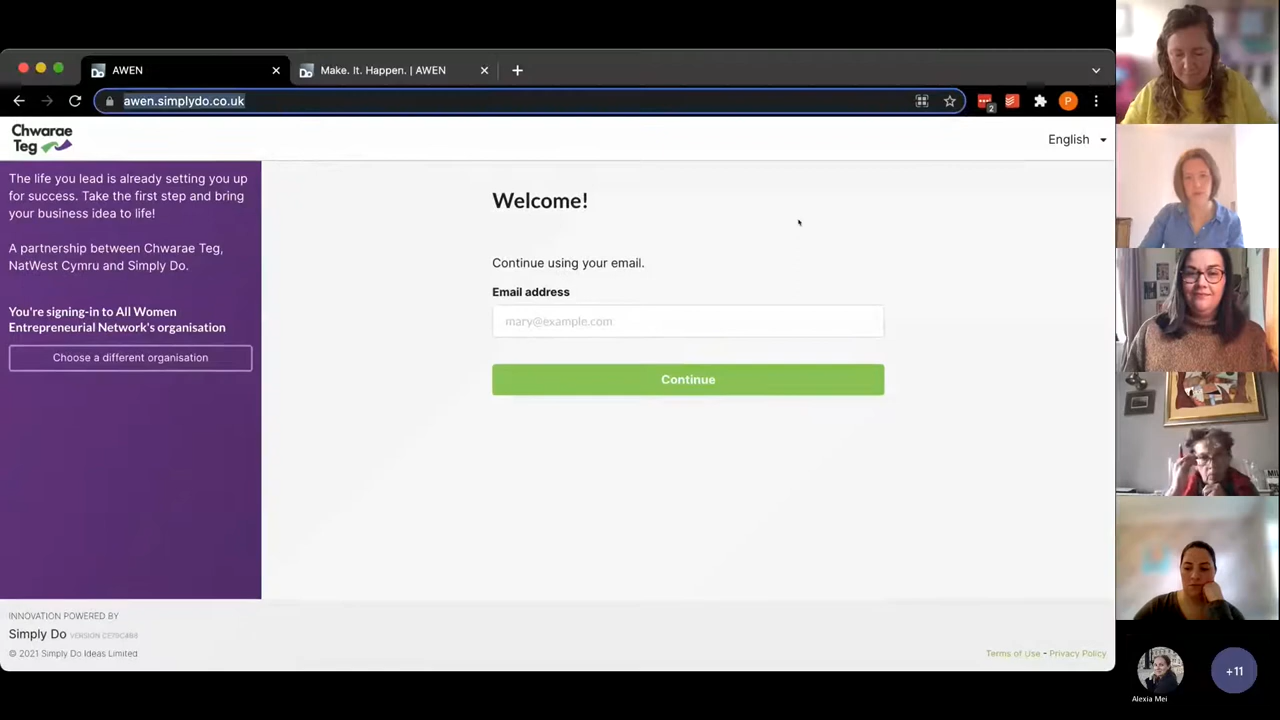 AWEN
Make. It. Happen. | AWEN
awen.simplydo.co.uk
2
P
Chwarae
Teg
English
The life you lead is already setting you up
for success. Take the first step and bring
your business idea to life!
A partnership between Chwarae Teg,
NatWest Cymru and Simply Do.
You're signing-in to All Women
Entrepreneurial Network's organisation
Choose a different organisation
Welcome!
Continue using your email.
Email address
mary@example.com
Continue
INNOVATION POWERED BY
Simply Do
© 2021 Simply Do Ideas Limited
Terms of Use - Privacy Policy
Alexia Mei
+11